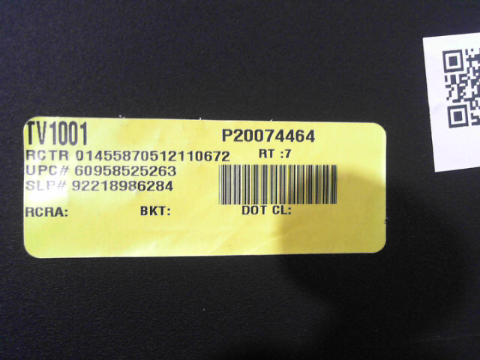 TV1001 P20074464
RCTR 01455870512110672 RT :7
UPC# 60958525263
SLP# 92218986284
RCRA: BKT: DOT CL: